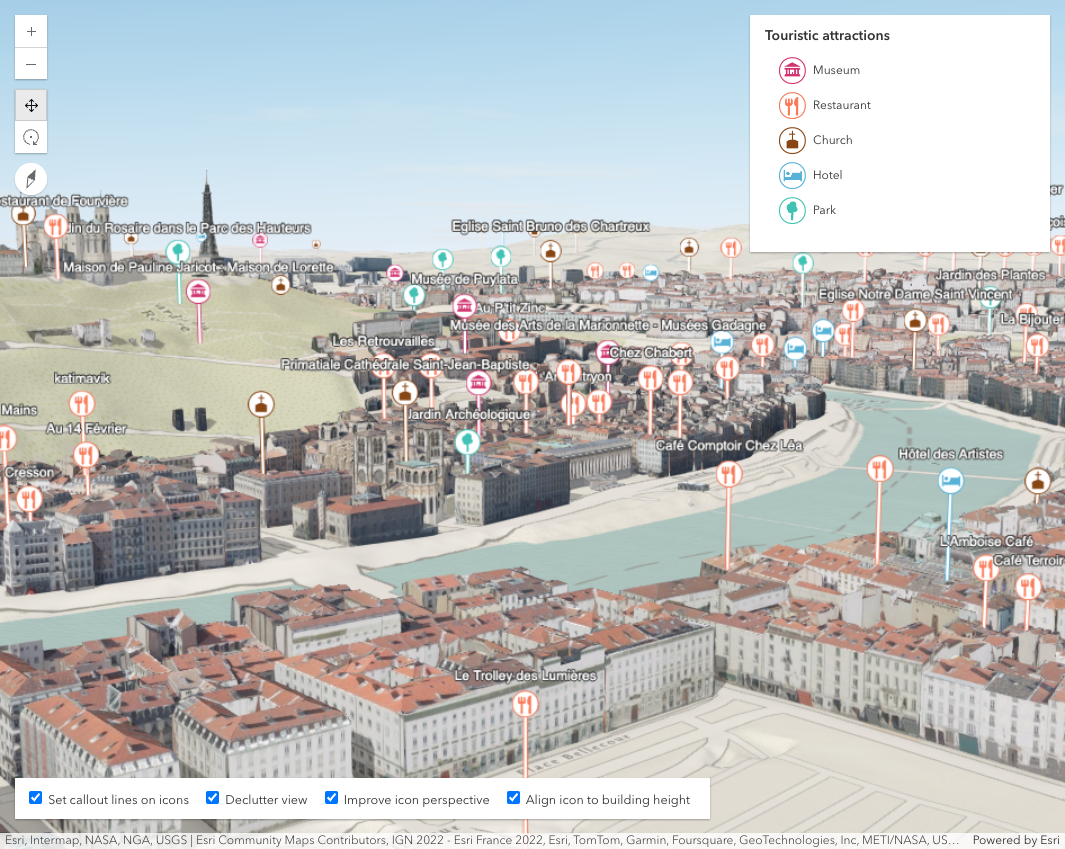 +
Touristic attractions
−
Museum
Restaurant
Church
Hotel
Park
staurant de Fourvière
er
din du Rosaire dans le Parc des Hauteurs
Eglise Saint Bruno des Chartreux
Maison de Pauline Jaricot - Maison de Lorette
Musée de Puylata
Jardin des Plantes
Au P'tit Zinc
Eglise Notre Dame Saint Vincent
Musée des Arts de la Marionnette - Musées Gadagne
La Bijouter
Les Retrouvailles
Chez Chabert
Primatiale Cathédrale Saint-Jean-Baptiste
katimavik
Mains
Jardin Archéologique
Au 14 Février
Café Comptoir Chez Léa
Hôtel des Artistes
Cresson
L'Amboise Café
Café Terroir
Le Trolley des Lumières
Place Bellecour
Set callout lines on icons
Declutter view
Improve icon perspective
Align icon to building height
Esri, Intermap, NASA, NGA, USGS | Esri Community Maps Contributors, IGN 2022 - Esri France 2022, Esri, TomTom, Garmin, Foursquare, GeoTechnologies, Inc, METI/NASA, US…
Powered by Esri